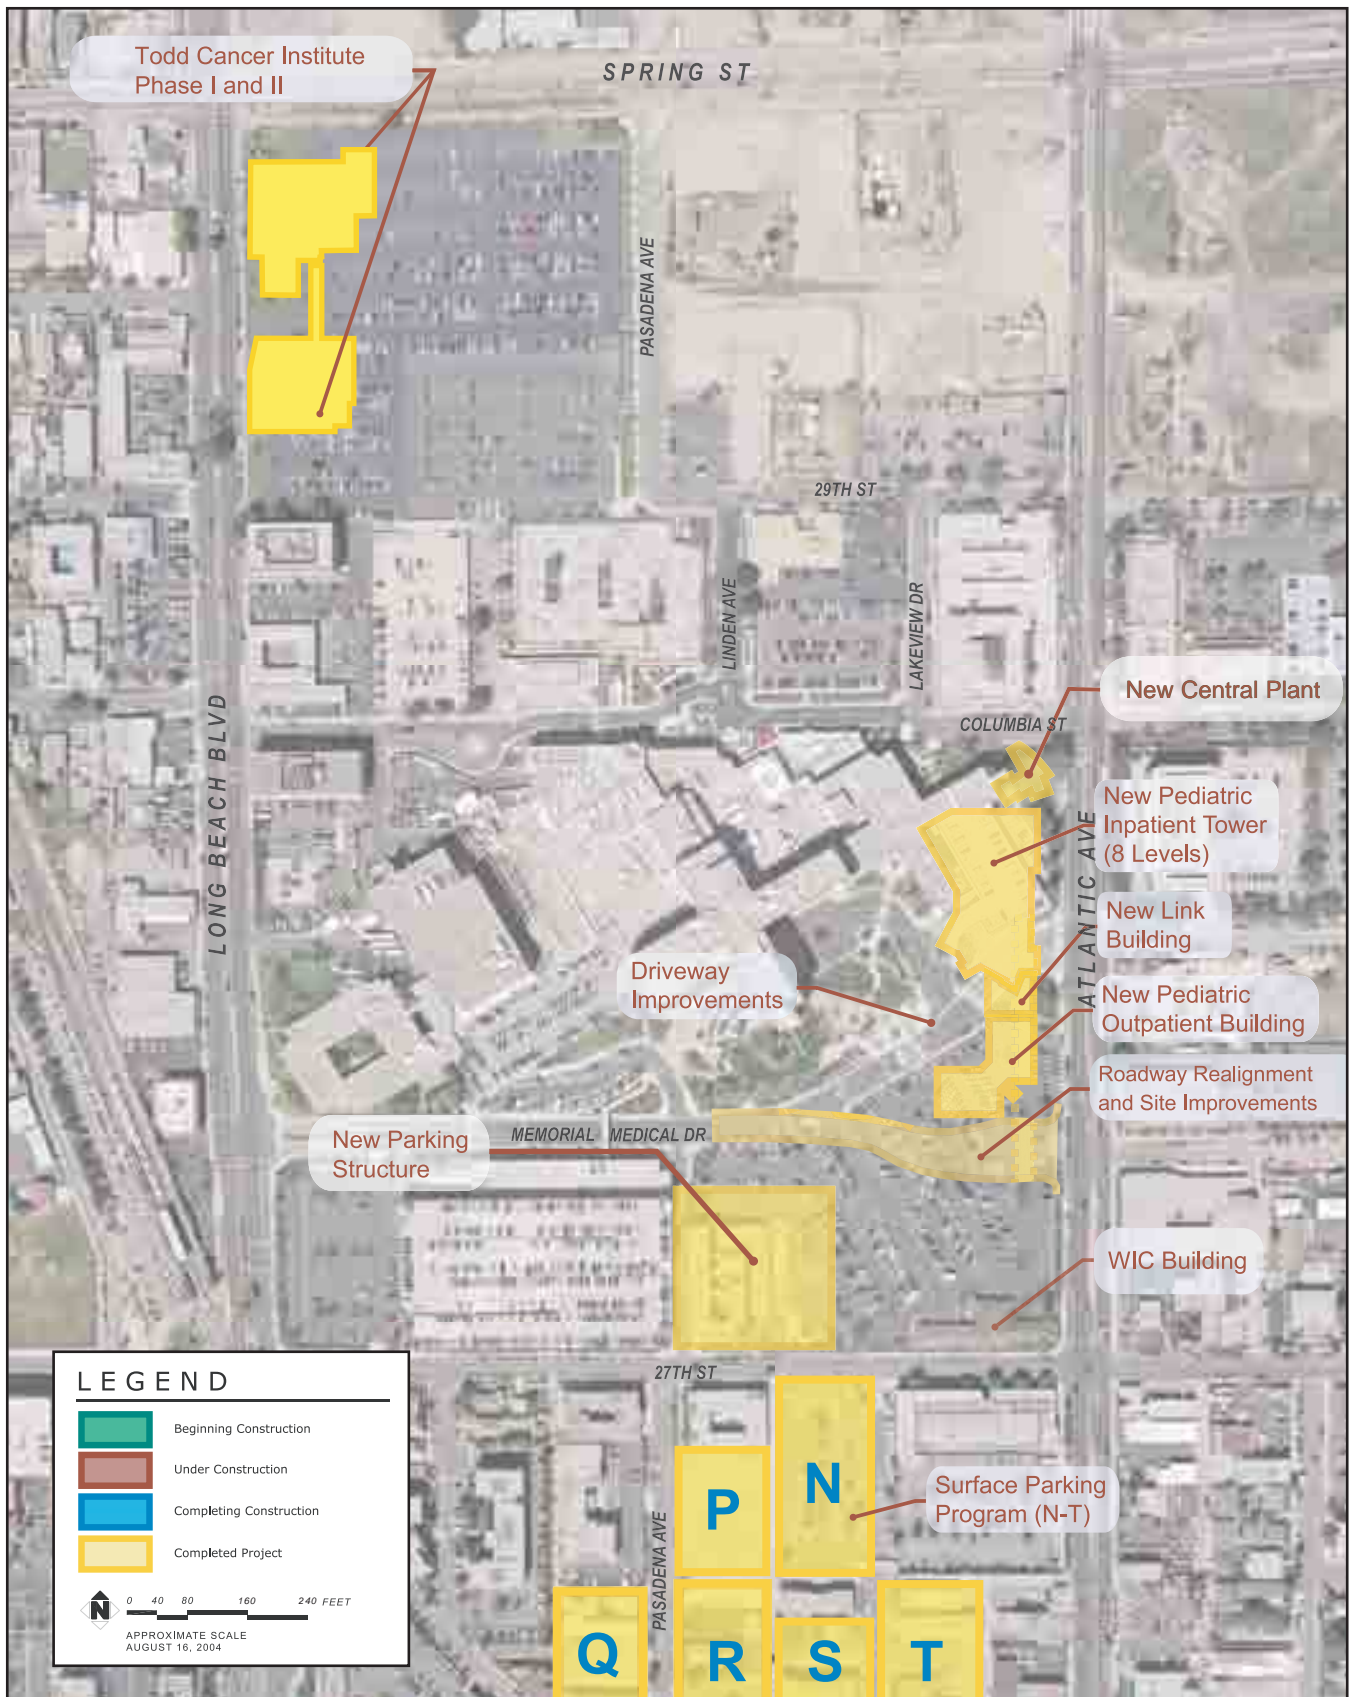 Todd Cancer Institute
Phase I and II
SPRING ST
PASADENA AVE
29TH ST
LINDEN AVE
LAKEVIEW DR
LONG BEACH BLVD
New Central Plant
COLUMBIA ST
New Pediatric
Inpatient Tower
(8 Levels)
ATLANTIC AVE
New Link
Building
Driveway
Improvements
New Pediatric
Outpatient Building
Roadway Realignment
and Site Improvements
New Parking
Structure
MEMORIAL MEDICAL DR
WIC Building
27TH ST
P
N
Surface Parking
Program (N-T)
PASADENA AVE
Q
R
S
T
LEGEND
Beginning Construction
Under Construction
Completing Construction
Completed Project
N
0 40 80 160 240 FEET
APPROXIMATE SCALE
AUGUST 16, 2004